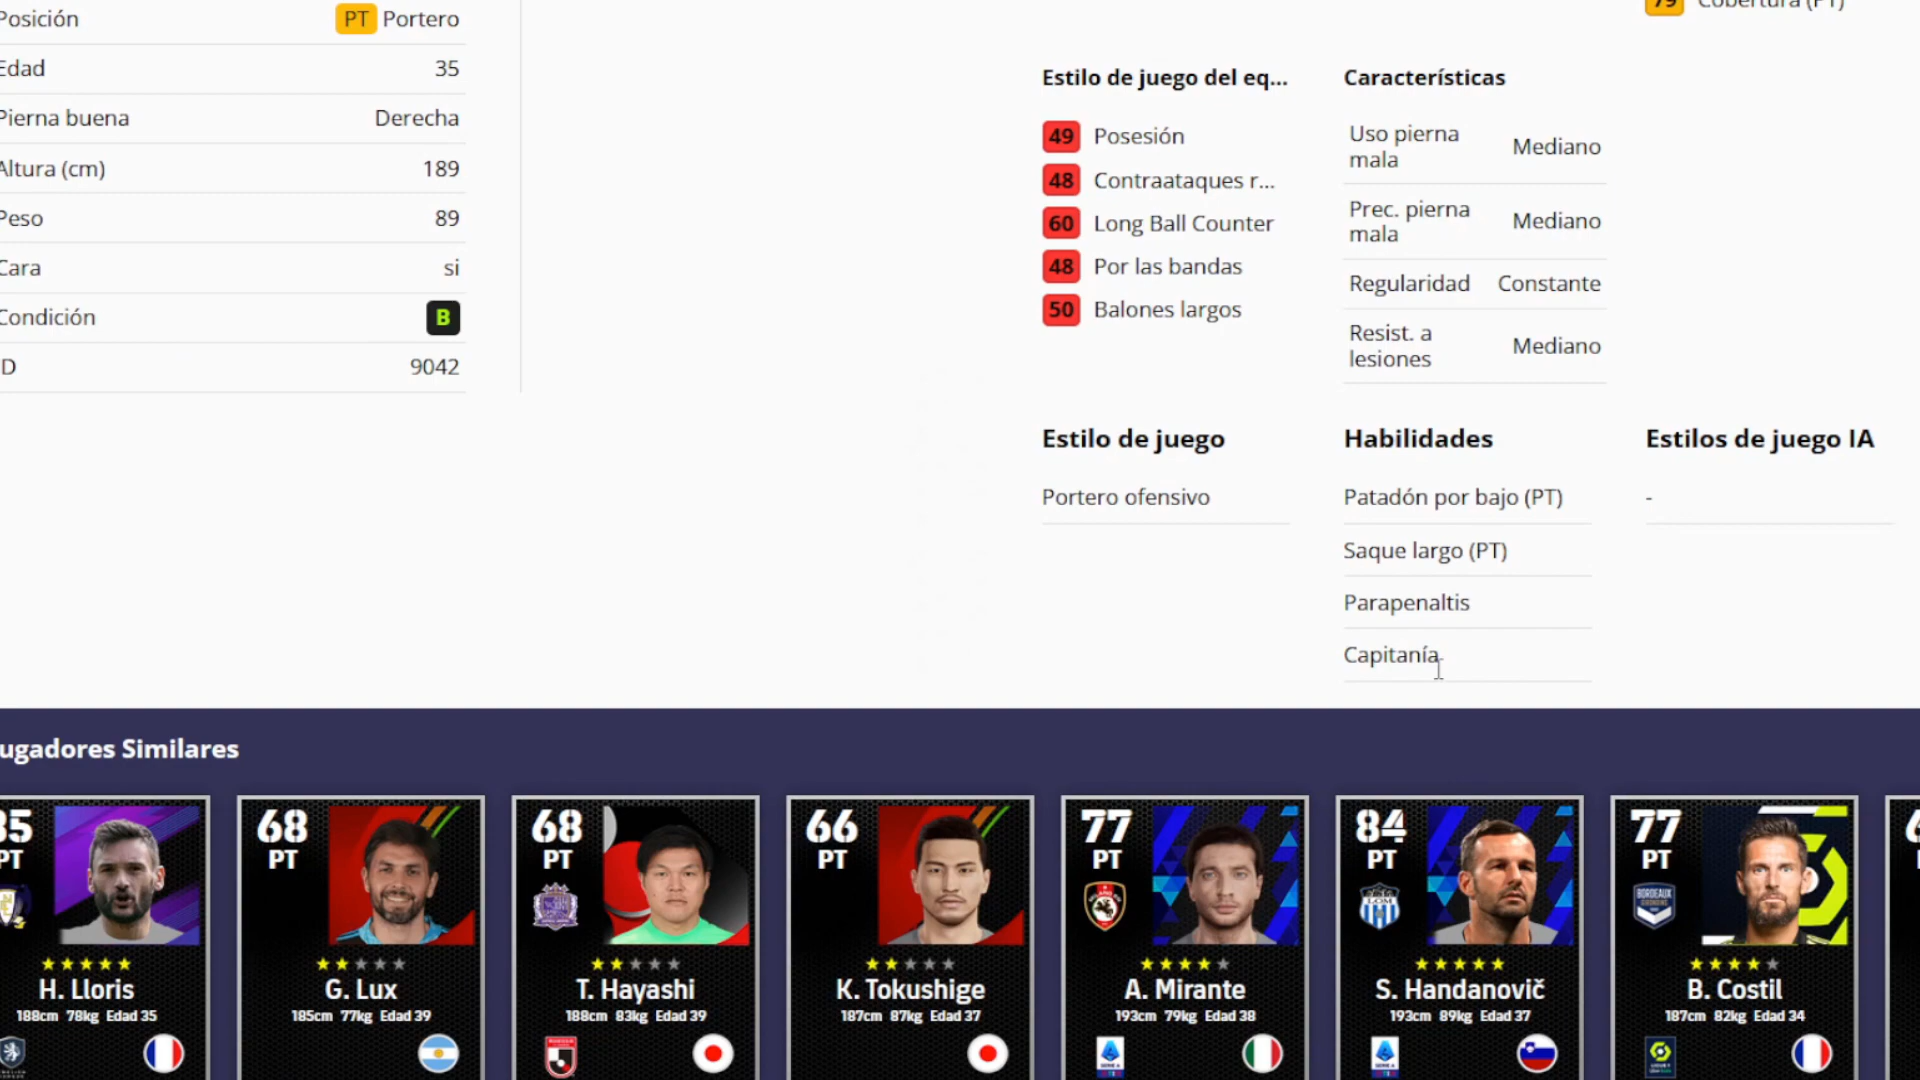 Posición PT Portero
Edad 35
Pierna buena Derecha
Altura (cm) 189
Peso 89
Cara si
Condición B
ID 9042
79 Cobertura (PT)
Estilo de juego del eq...
49 Posesión
48 Contraataques r...
60 Long Ball Counter
48 Por las bandas
50 Balones largos
Características
Uso pierna
mala
Mediano
Prec. pierna
mala
Mediano
Regularidad Constante
Resist. a
lesiones
Mediano
Estilo de juego
Portero ofensivo
Habilidades
Patadón por bajo (PT)
Saque largo (PT)
Parapenaltis
Capitanía
Estilos de juego IA
-
ugadores Similares
85
PT
H. Lloris
188cm 78kg Edad 35
68
PT
G. Lux
185cm 77kg Edad 39
68
PT
T. Hayashi
188cm 83kg Edad 39
66
PT
K. Tokushige
187cm 87kg Edad 37
77
PT
A. Mirante
193cm 79kg Edad 38
84
PT
LOM
S. Handanovič
193cm 89kg Edad 37
77
PT
BORDEAUX
B. Costil
187cm 82kg Edad 34